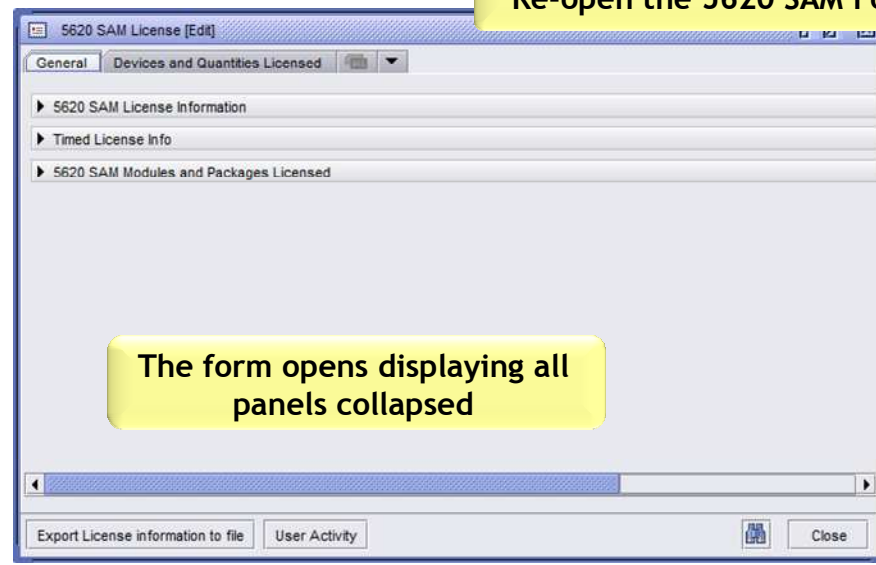 Re-open the 5620 SAM
5620 SAM License [Edit]
General Devices and Quantities Licensed
5620 SAM License Information
Timed License Info
5620 SAM Modules and Packages Licensed
The form opens displaying all
panels collapsed
Export License information to file User Activity Close